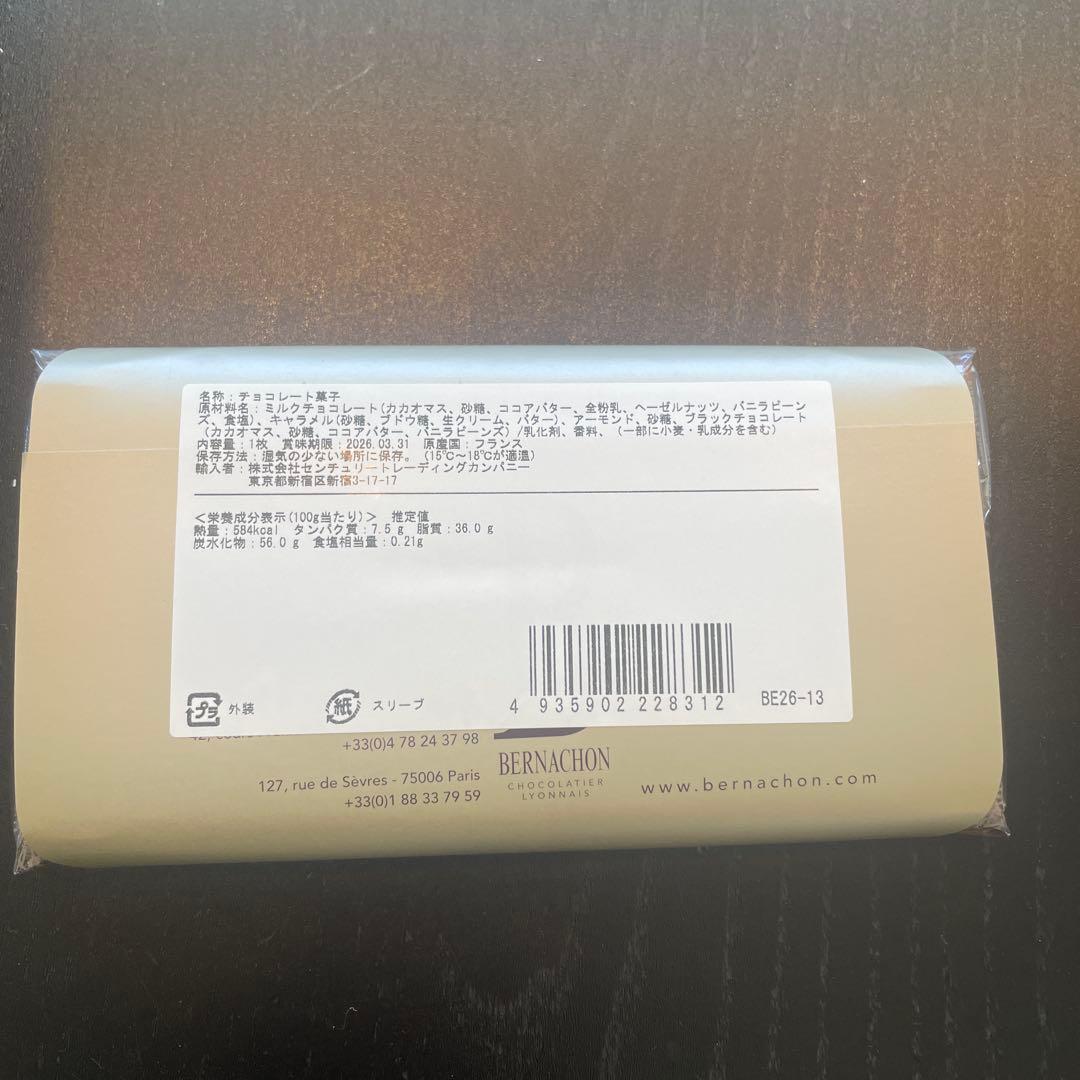 名称：チョコレート菓子
原材料名：ミルクチョコレート(カカオマス、砂糖、ココアバター、全粉乳、ヘーゼルナッツ、バニラビーン
ズ、食塩)、キャラメル(砂糖、ブドウ糖、生クリーム、バター)、アーモンド、砂糖、ブラックチョコレート
(カカオマス、砂糖、ココアバター、バニラビーンズ)/乳化剤、香料、(一部に小麦・乳成分を含む)
内容量：1枚 賞味期限：2026.03.31 原産国：フランス
保存方法：湿気の少ない場所に保存。(15℃～18℃が適温)
輸入者：株式会社センチュリートレーディングカンパニー
東京都新宿区新宿3-17-17
＜栄養成分表示(100g当たり)＞ 推定値
熱量：584kcal タンパク質：7.5g 脂質：36.0g
炭水化物：56.0g 食塩相当量：0.21g
プラ 外装
紙 スリーブ
4 935902 228312
BE26-13
+33(0)4 78 24 37 98
127, rue de Sèvres - 75006 Paris
+33(0)1 88 33 79 59
BERNACHON
CHOCOLATIER
LYONNAIS
www.bernachon.com